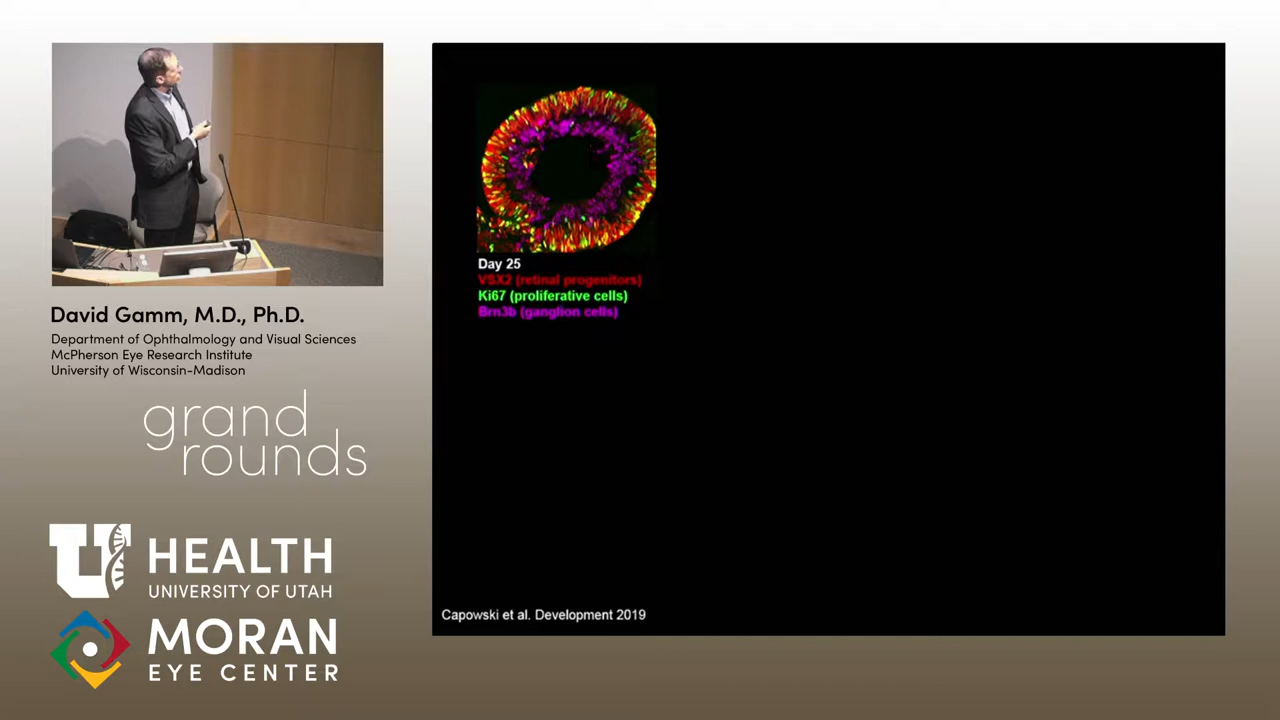 David Gamm, M.D., Ph.D.
Department of Ophthalmology and Visual Sciences
McPherson Eye Research Institute
University of Wisconsin-Madison
grand
rounds
U HEALTH
UNIVERSITY OF UTAH
MORAN
EYE CENTER
Day 25
VSX2 (retinal progenitors)
Ki67 (proliferative cells)
Brn3b (ganglion cells)
Capowski et al. Development 2019